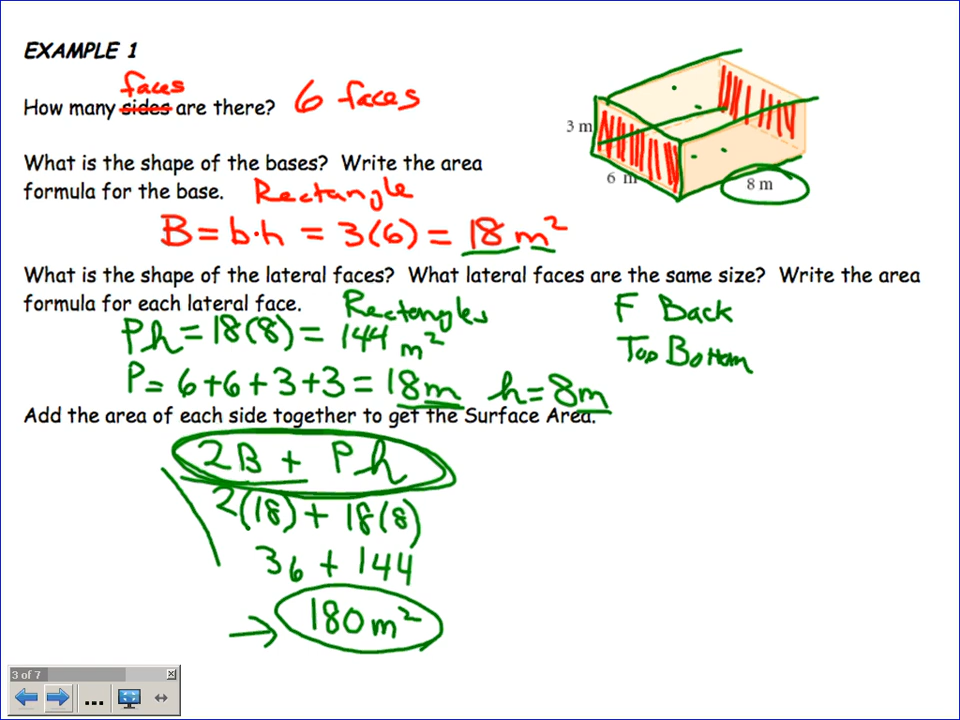 EXAMPLE 1
faces
How many sides are there? 6 faces
3 m
6 m
8 m
What is the shape of the bases? Write the area
formula for the base. Rectangle
B = b·h = 3(6) = 18 m²
What is the shape of the lateral faces? What lateral faces are the same size? Write the area
formula for each lateral face. Rectangles
F Back
Ph = 18(8) = 144 m²
Top Bottom
P = 6+6+3+3 = 18m h = 8m
Add the area of each side together to get the Surface Area.
2B + Ph
2(18) + 18(8)
36 + 144
→ 180 m²
3 of 7